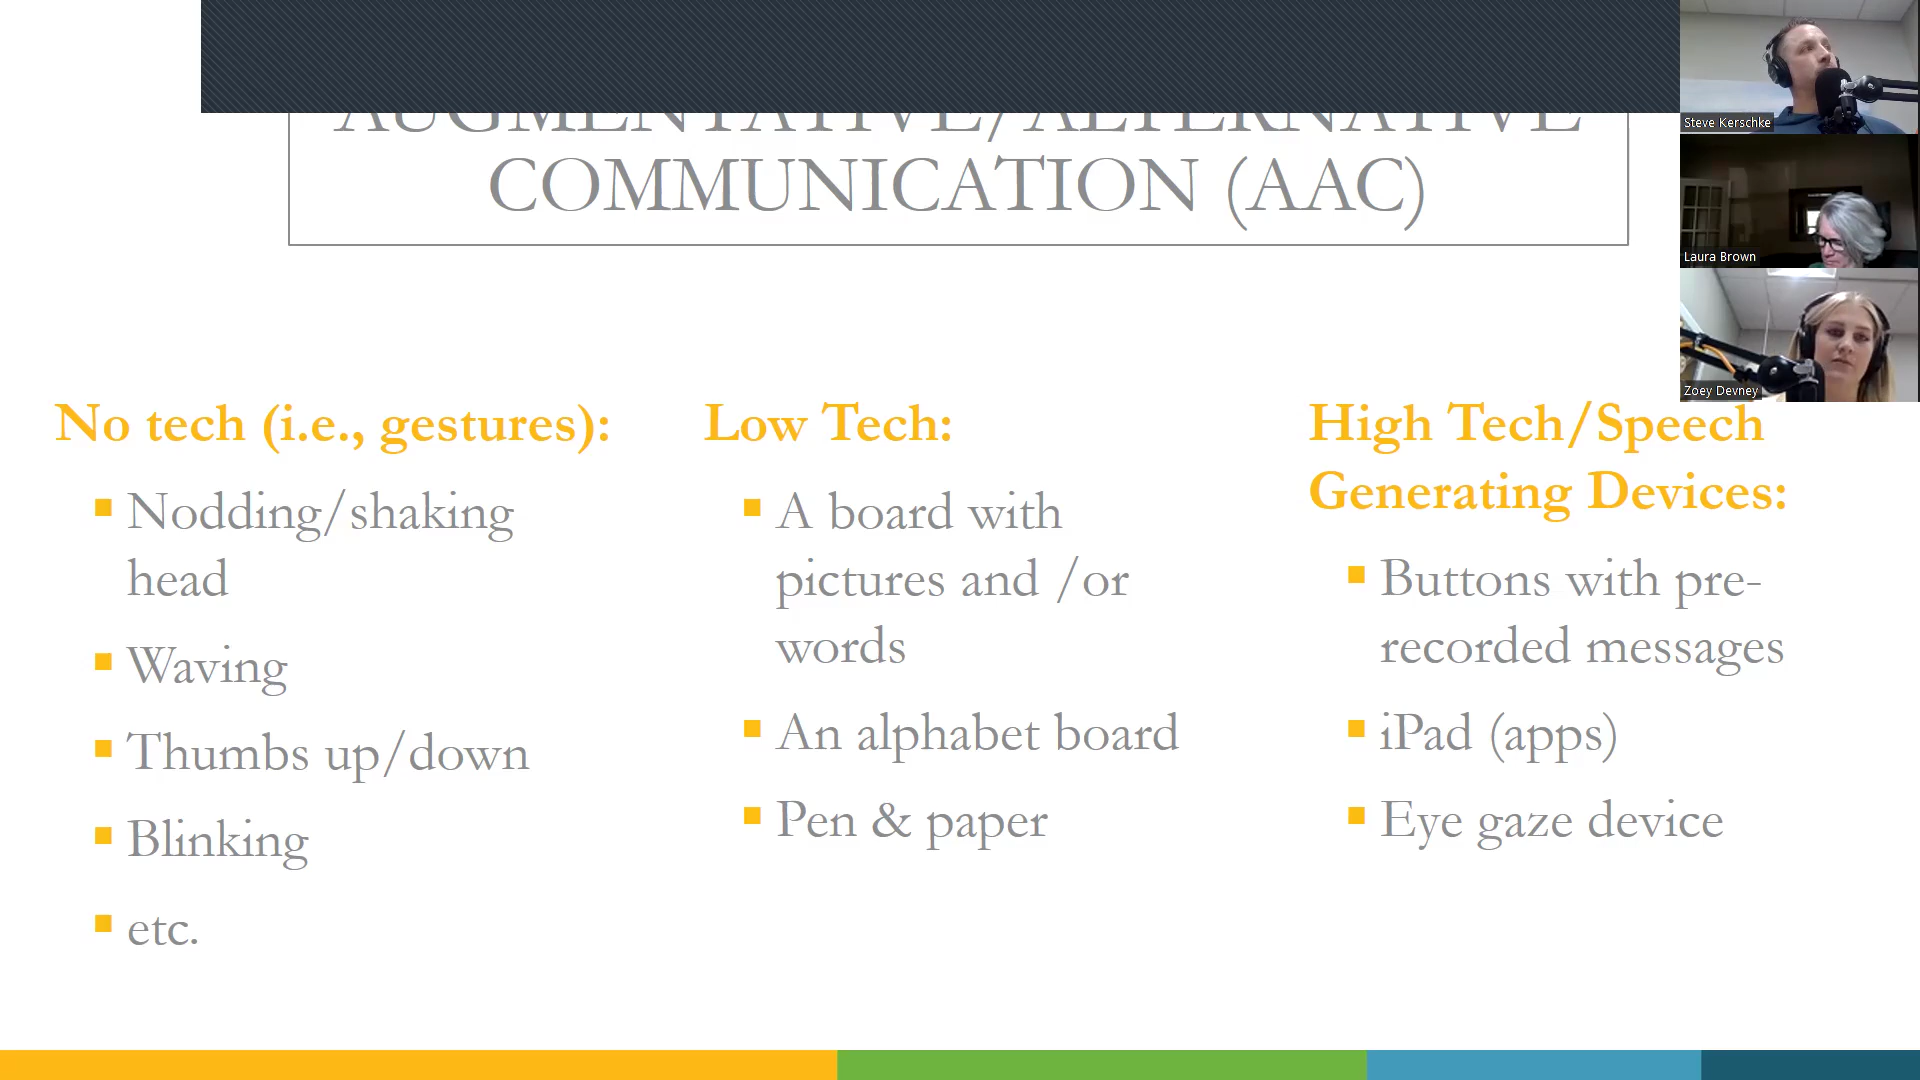 AUGMENTATIVE/ALTERNATIVE
COMMUNICATION (AAC)
Steve Kerschke
Laura Brown
Zoey Devney
No tech (i.e., gestures):
Nodding/shaking
head
Waving
Thumbs up/down
Blinking
etc.
Low Tech:
A board with
pictures and /or
words
An alphabet board
Pen & paper
High Tech/Speech
Generating Devices:
Buttons with pre-
recorded messages
iPad (apps)
Eye gaze device